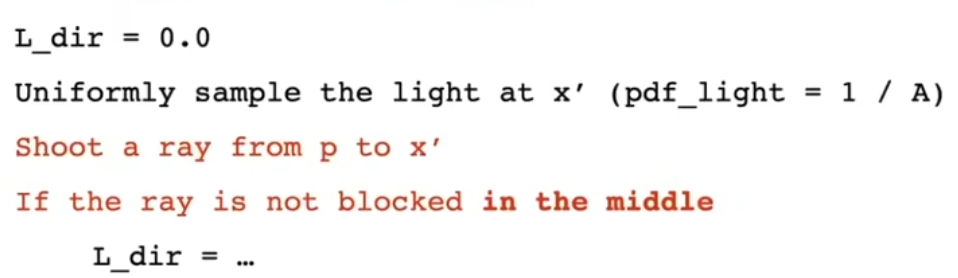 L_dir = 0.0
Uniformly sample the light at x′ (pdf_light = 1 / A)
Shoot a ray from p to x′
If the ray is not blocked in the middle
L_dir = …